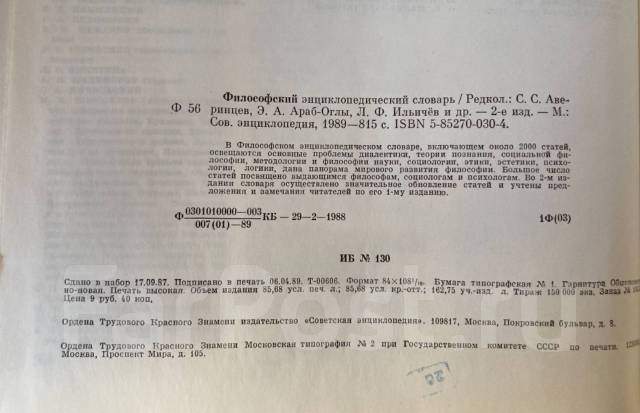 Философский энциклопедический словарь / Редкол.: С. С. Аве-
Ф 56 ринцев, Э. А. Араб-Оглы, Л. Ф. Ильичёв и др. — 2-е изд. — М.:
Сов. энциклопедия, 1989—815 с. ISBN 5-85270-030-4.
В Философском энциклопедическом словаре, включающем около 2000 статей,
освещаются основные проблемы диалектики, теории познания, социальной фи-
лософии, методологии и философии науки, социологии, этики, эстетики, психо-
логии, логики, дана панорама мирового развития философии. Большое число
статей посвящено выдающимся философам, социологам и психологам. Во 2-м из-
дании словаря осуществлено значительное обновление статей и учтены пред-
ложения и замечания читателей по его 1-му изданию.
Ф 0301010000—003 КБ — 29—2—1988 1Ф(03)
007(01)—89
ИБ № 130
Сдано в набор 17.09.87. Подписано в печать 06.04.89. Т-00606. Формат 84×108¹/₁₆. Бумага типографская № 1. Гарнитура
но-новая. Печать высокая. Объем издания 85,68 усл. печ. л.; 85,68 усл. кр.-отт.; 162,75 уч.-изд. л. Тираж 150 000 экз. Заказ №
Цена 9 руб. 40 коп.
Ордена Трудового Красного Знамени издательство «Советская энциклопедия». 109817, Москва, Покровский бульвар, д. 8.
Ордена Трудового Красного Знамени Московская типография № 2 при Государственном комитете СССР по печати.
Москва, Проспект Мира, д. 105.